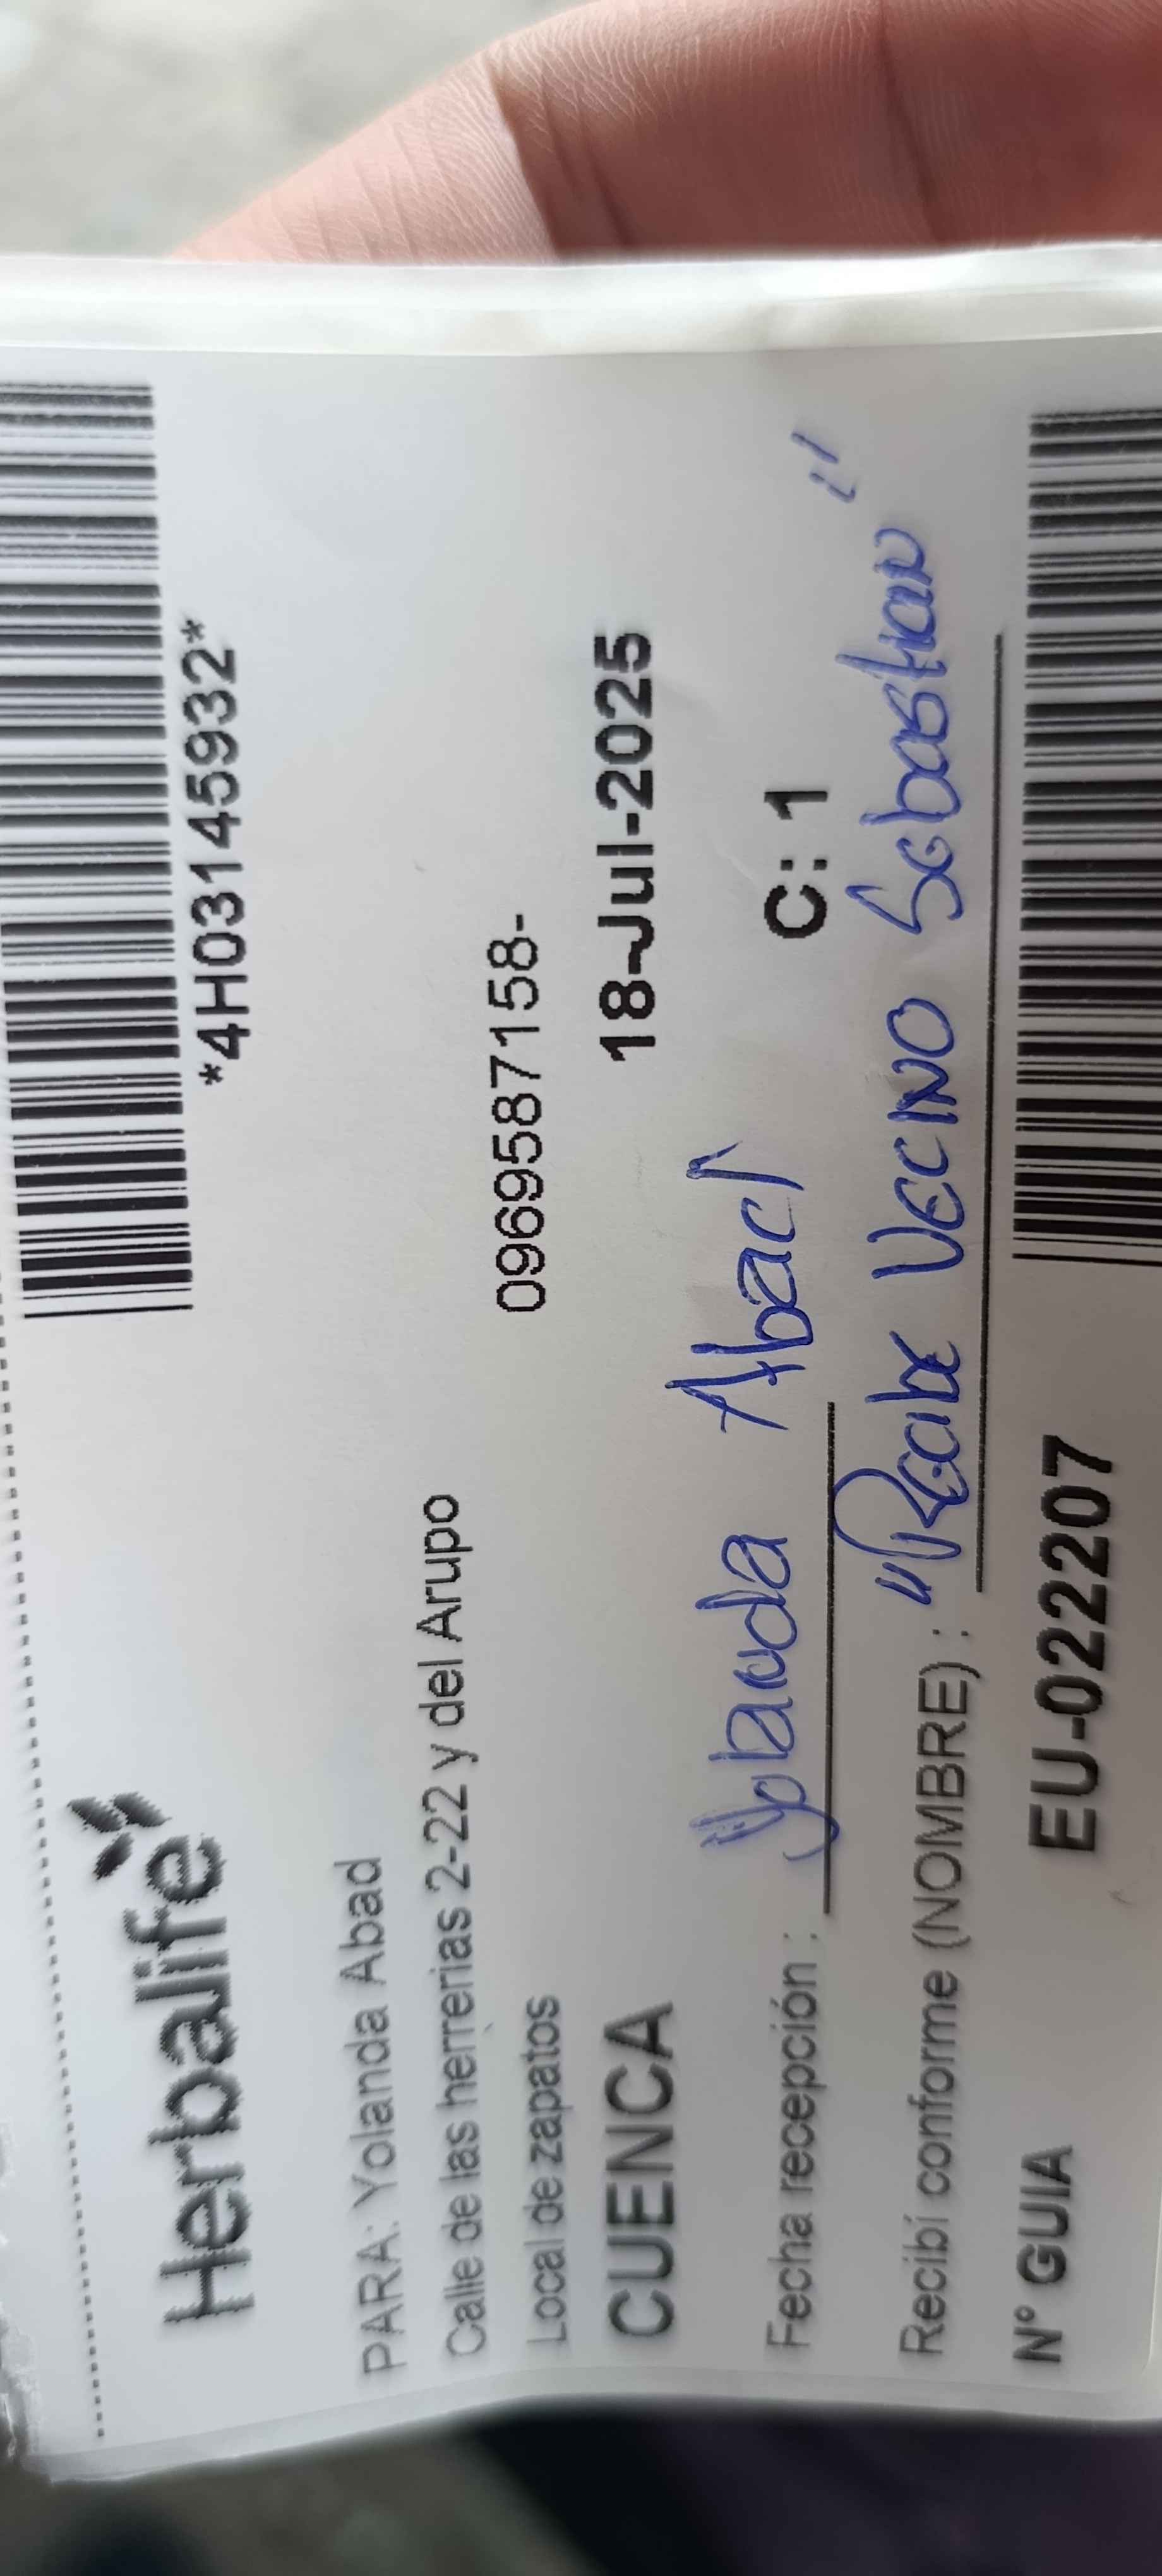 *4H03145932*
Herbalife
PARA: Yolanda Abad
Calle de las herrerias 2-22 y del Arupo
Local de zapatos 0969587158-
CUENCA 18-Jul-2025
Fecha recepción : Yolanda Abad C: 1
Recibí conforme (NOMBRE) : "Recibe VECINO Sebastian"
Nº GUIA EU-022207